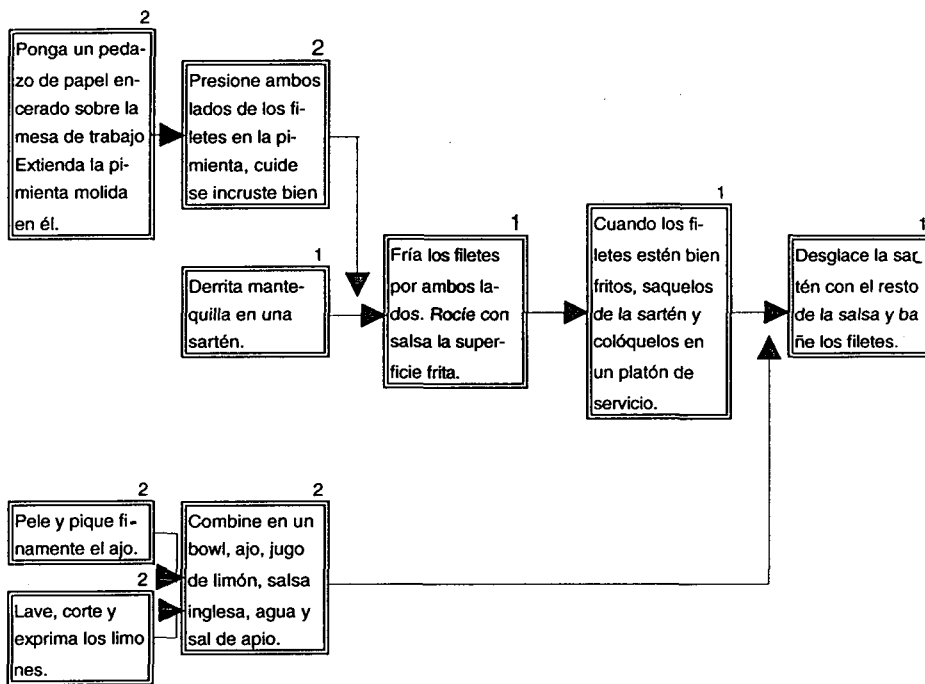 2
Ponga un peda-
zo de papel en-
cerado sobre la
mesa de trabajo
Extienda la pi-
mienta molida
en él.
2
Presione ambos
lados de los fi-
letes en la pi-
mienta, cuide
se incruste bien
1
Derrita mante-
quilla en una
sartén.
1
Fría los filetes
por ambos la-
dos. Rocíe con
salsa la super-
ficie frita.
1
Cuando los fi-
letes estén bien
fritos, saquelos
de la sartén y
colóquelos en
un platón de
servicio.
1
Desglace la sar
tén con el resto
de la salsa y ba
ñe los filetes.
2
Pele y pique fi-
namente el ajo.
2
Lave, corte y
exprima los limo
nes.
2
Combine en un
bowl, ajo, jugo
de limón, salsa
inglesa, agua y
sal de apio.